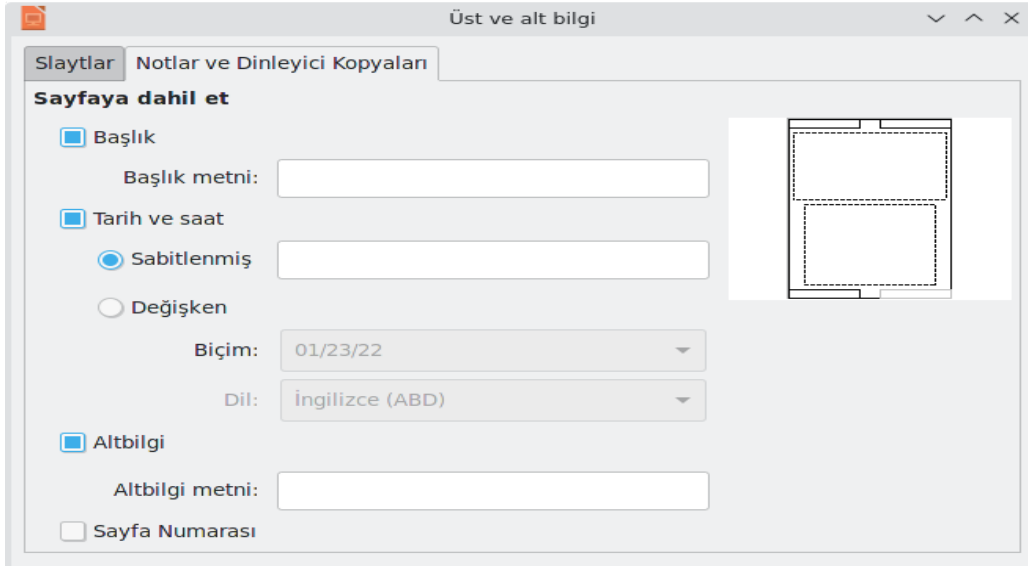 Üst ve alt bilgi
Slaytlar Notlar ve Dinleyici Kopyaları
Sayfaya dahil et
Başlık
Başlık metni:
Tarih ve saat
Sabitlenmiş
Değişken
Biçim: 01/23/22
Dil: İngilizce (ABD)
Altbilgi
Altbilgi metni:
Sayfa Numarası